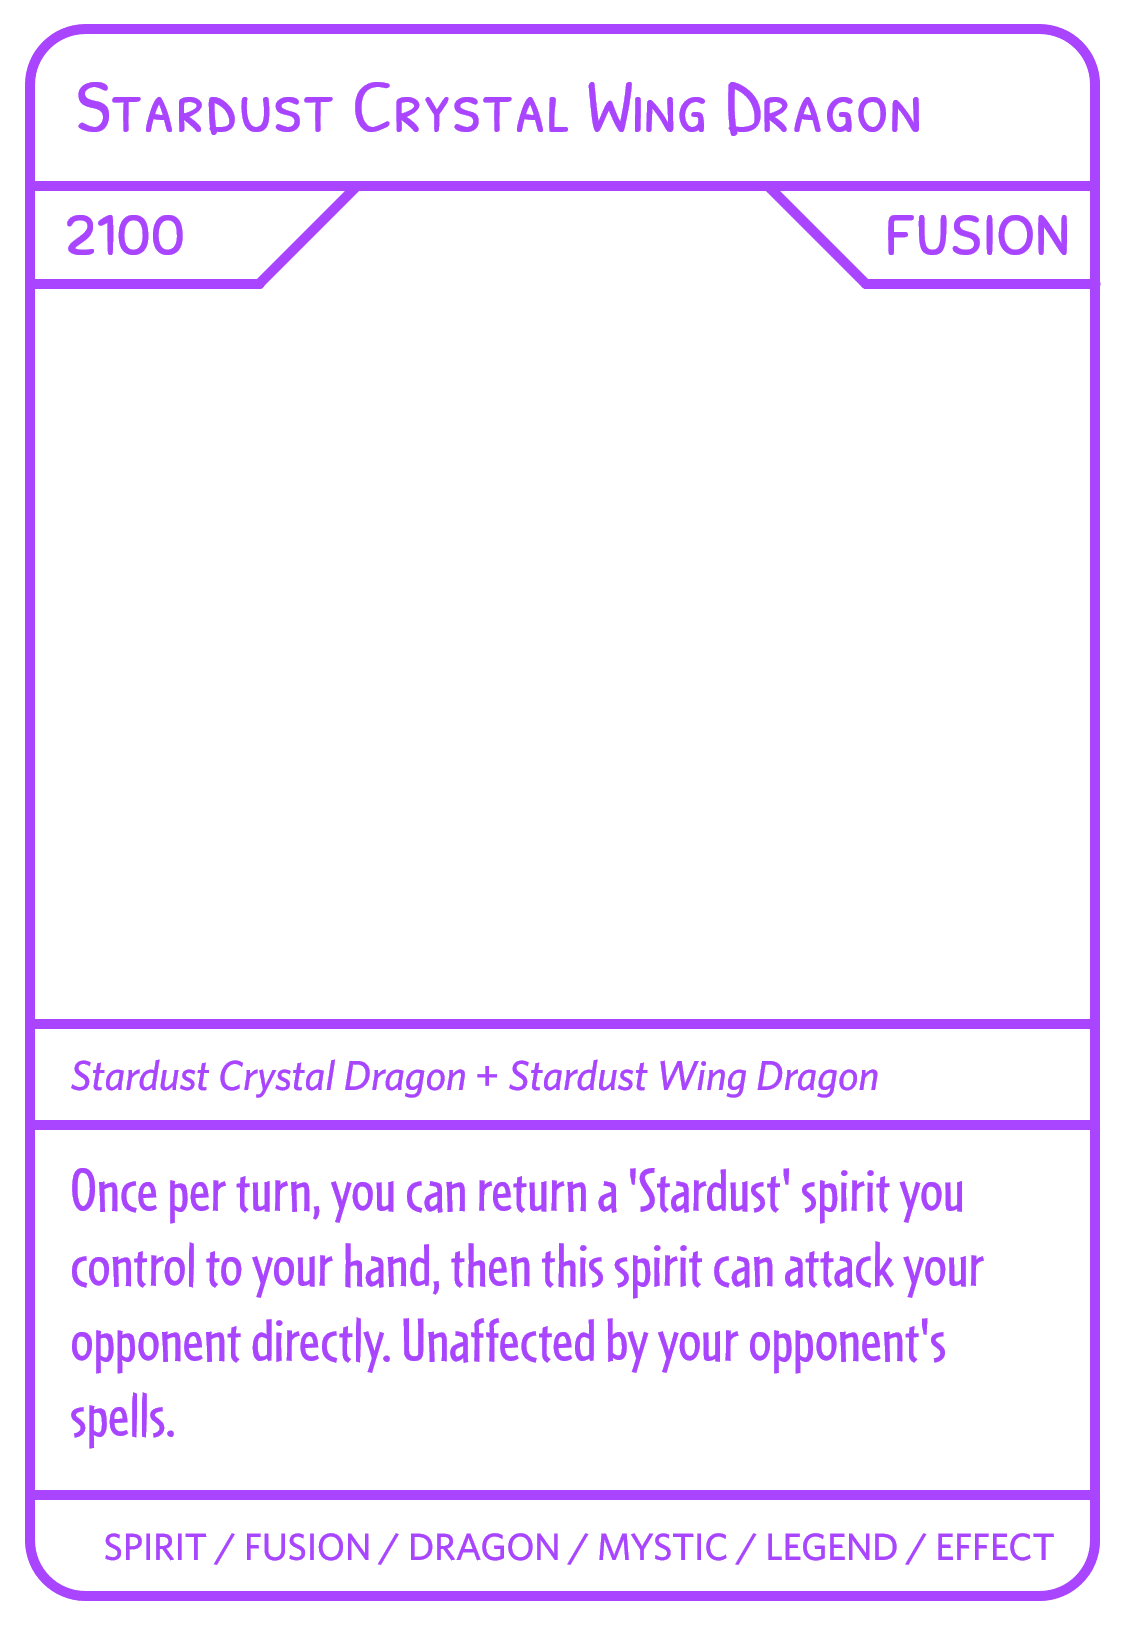 Stardust Crystal Wing Dragon
2100
FUSION
Stardust Crystal Dragon + Stardust Wing Dragon
Once per turn, you can return a 'Stardust' spirit you
control to your hand, then this spirit can attack your
opponent directly. Unaffected by your opponent's
spells.
SPIRIT / FUSION / DRAGON / MYSTIC / LEGEND / EFFECT